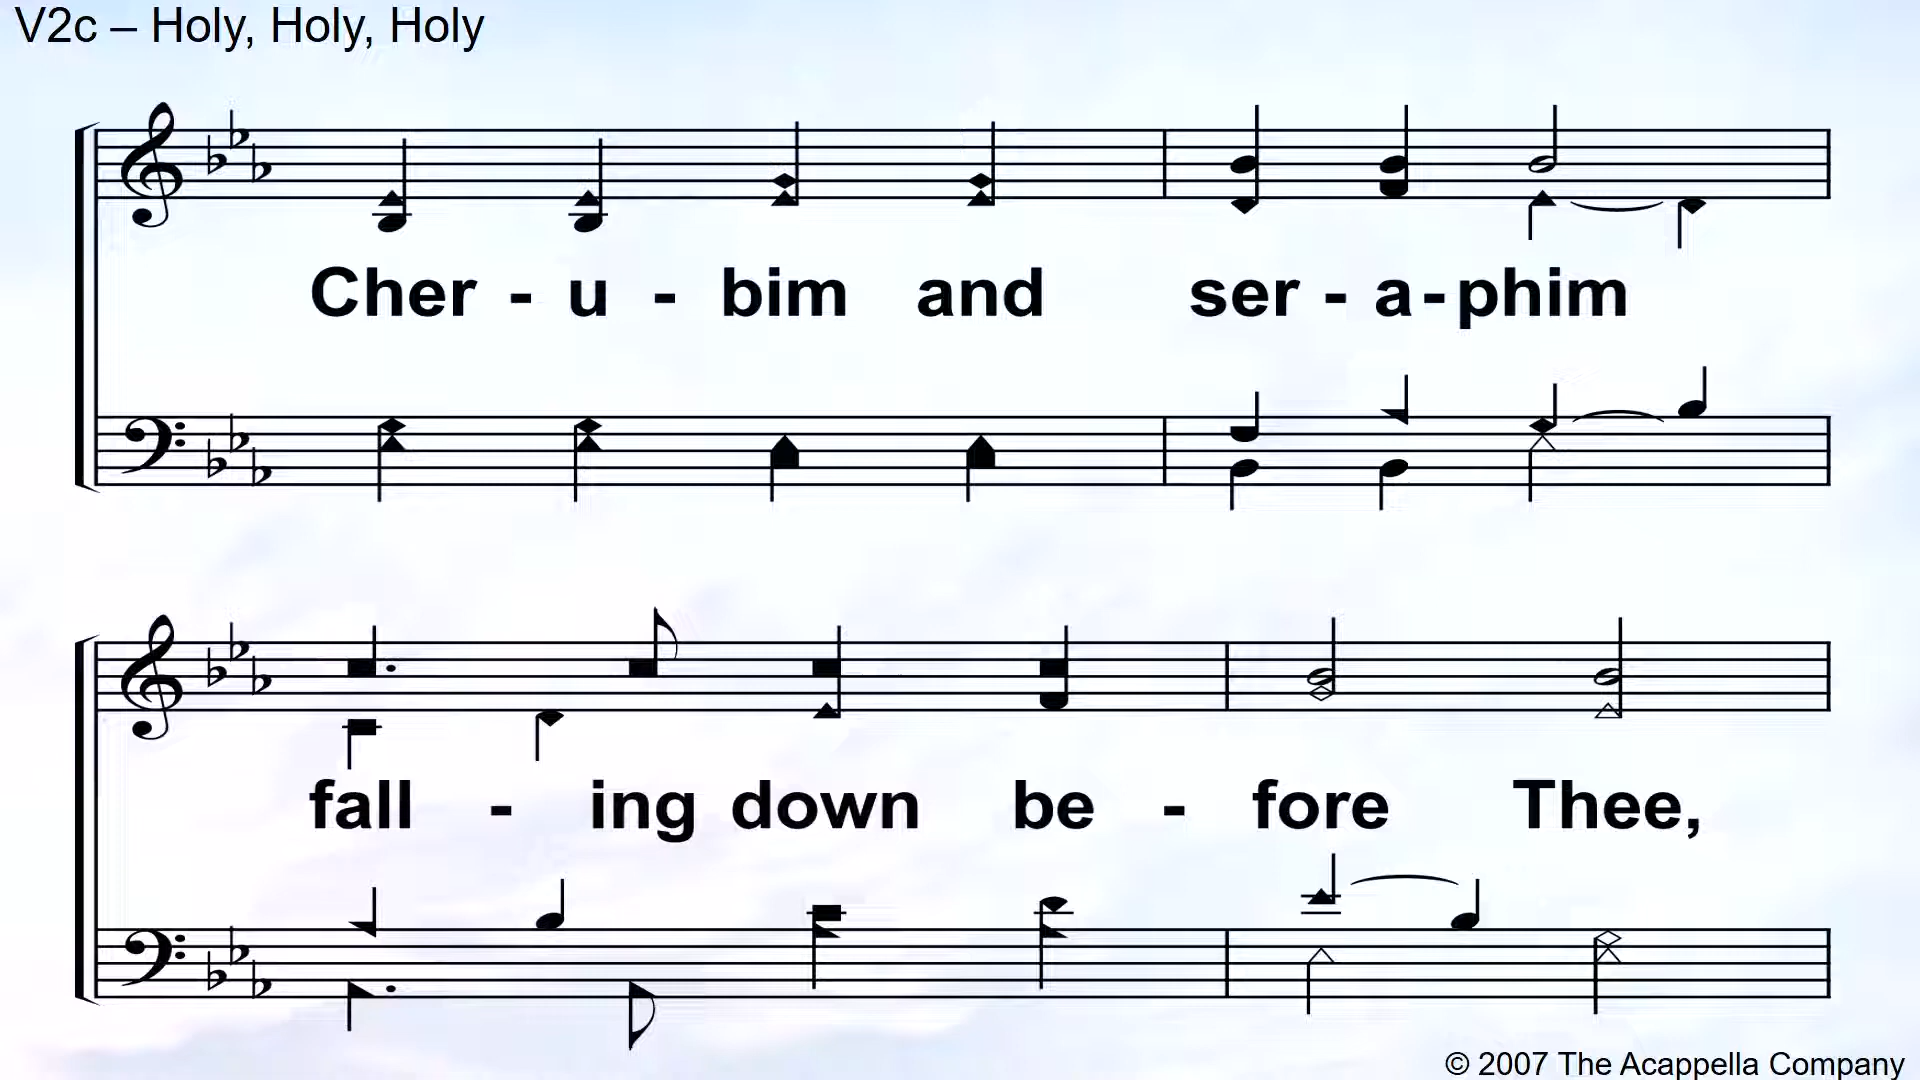 V2c – Holy, Holy, Holy
Cher - u - bim and ser - a - phim
fall - ing down be - fore Thee,
© 2007 The Acappella Company